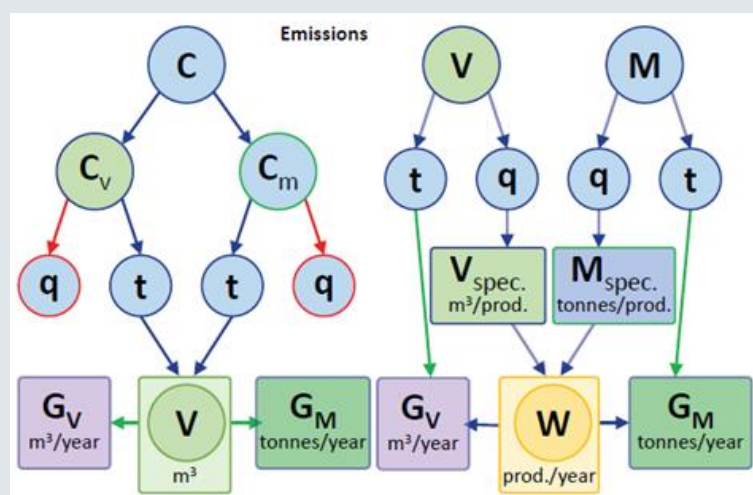 Emissions
C
V
M
Cv
Cm
t
q
q
t
q
t
t
q
Vspec.
m³/prod.
Mspec.
tonnes/prod.
GV
m³/year
V
m³
GM
tonnes/year
GV
m³/year
W
prod./year
GM
tonnes/year